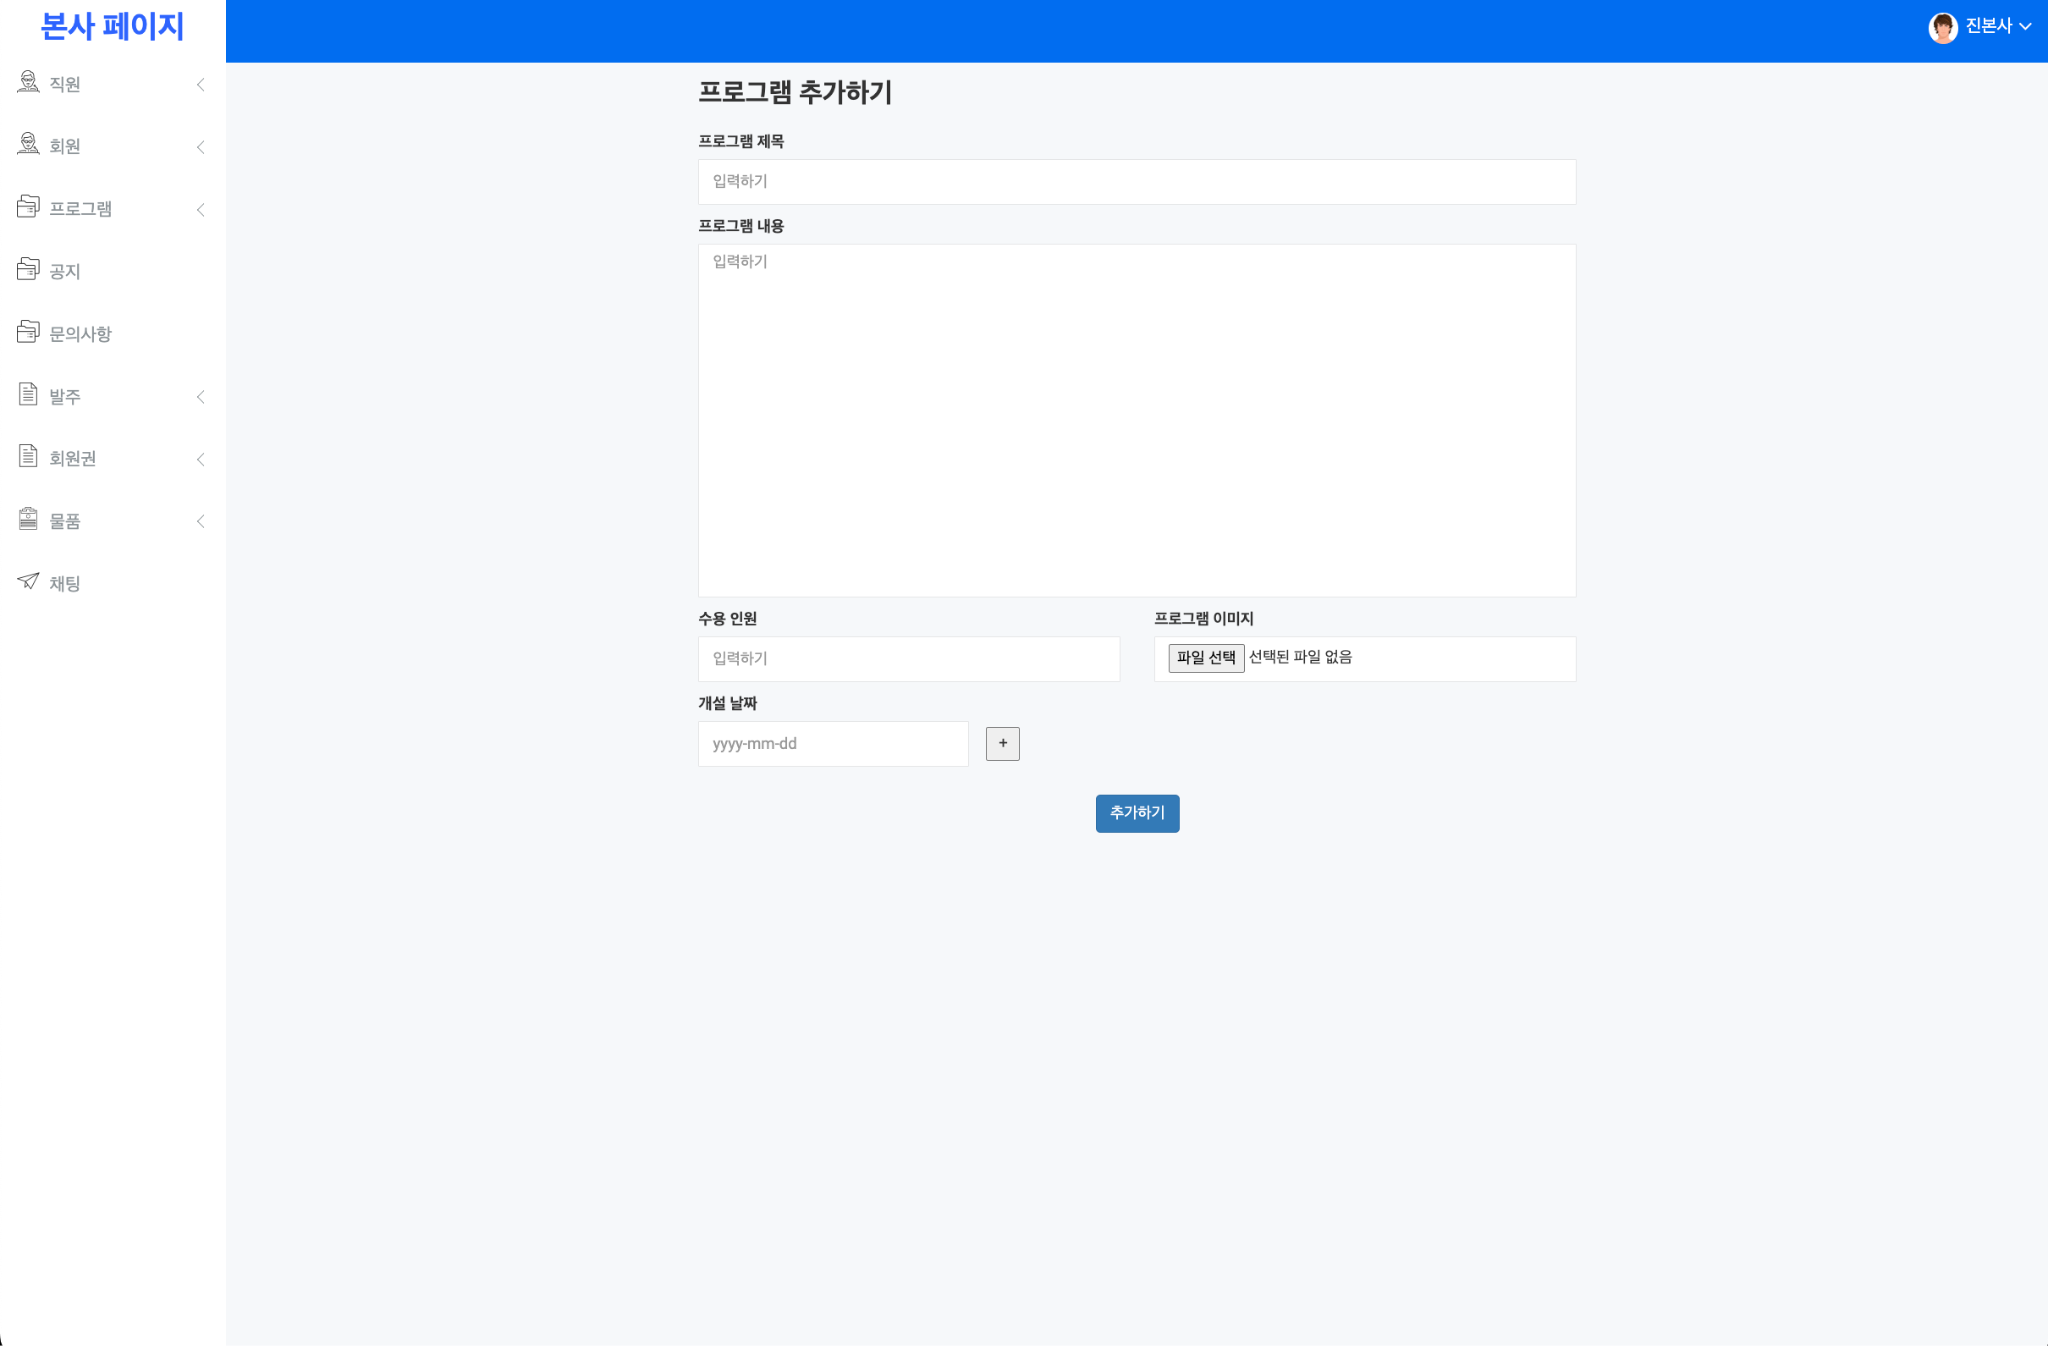 본사 페이지
진본사
직원
회원
프로그램
공지
문의사항
발주
회원권
물품
채팅
프로그램 추가하기
프로그램 제목
입력하기
프로그램 내용
입력하기
수용 인원
프로그램 이미지
입력하기
파일 선택 선택된 파일 없음
개설 날짜
yyyy-mm-dd +
추가하기